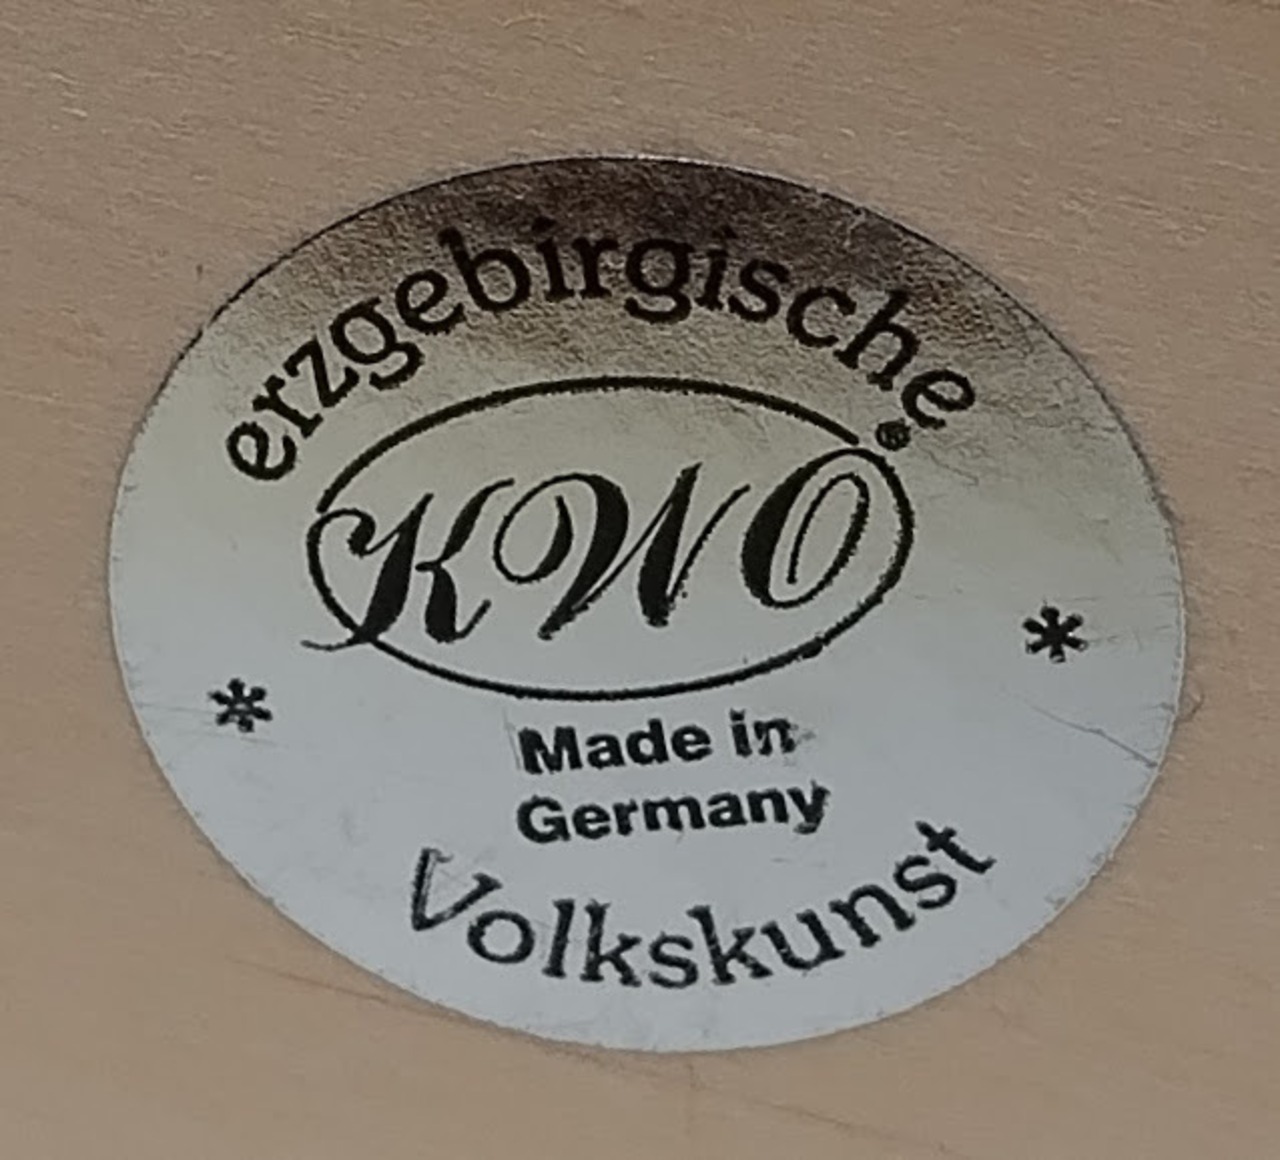 erzgebirgische
KWO®
* *
Made in
Germany
Volkskunst